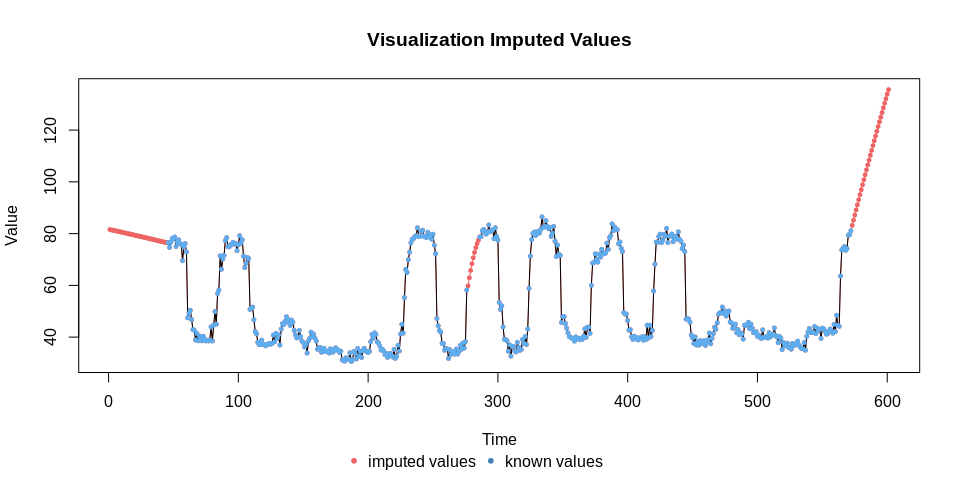 Visualization Imputed Values
Value
120
100
80
60
40
0 100 200 300 400 500 600
Time
imputed values known values